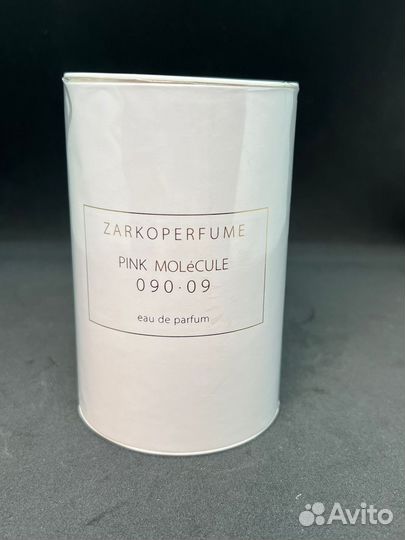 ZARKOPERFUME
PINK MOLéCULE
090·09
eau de parfum
Avito